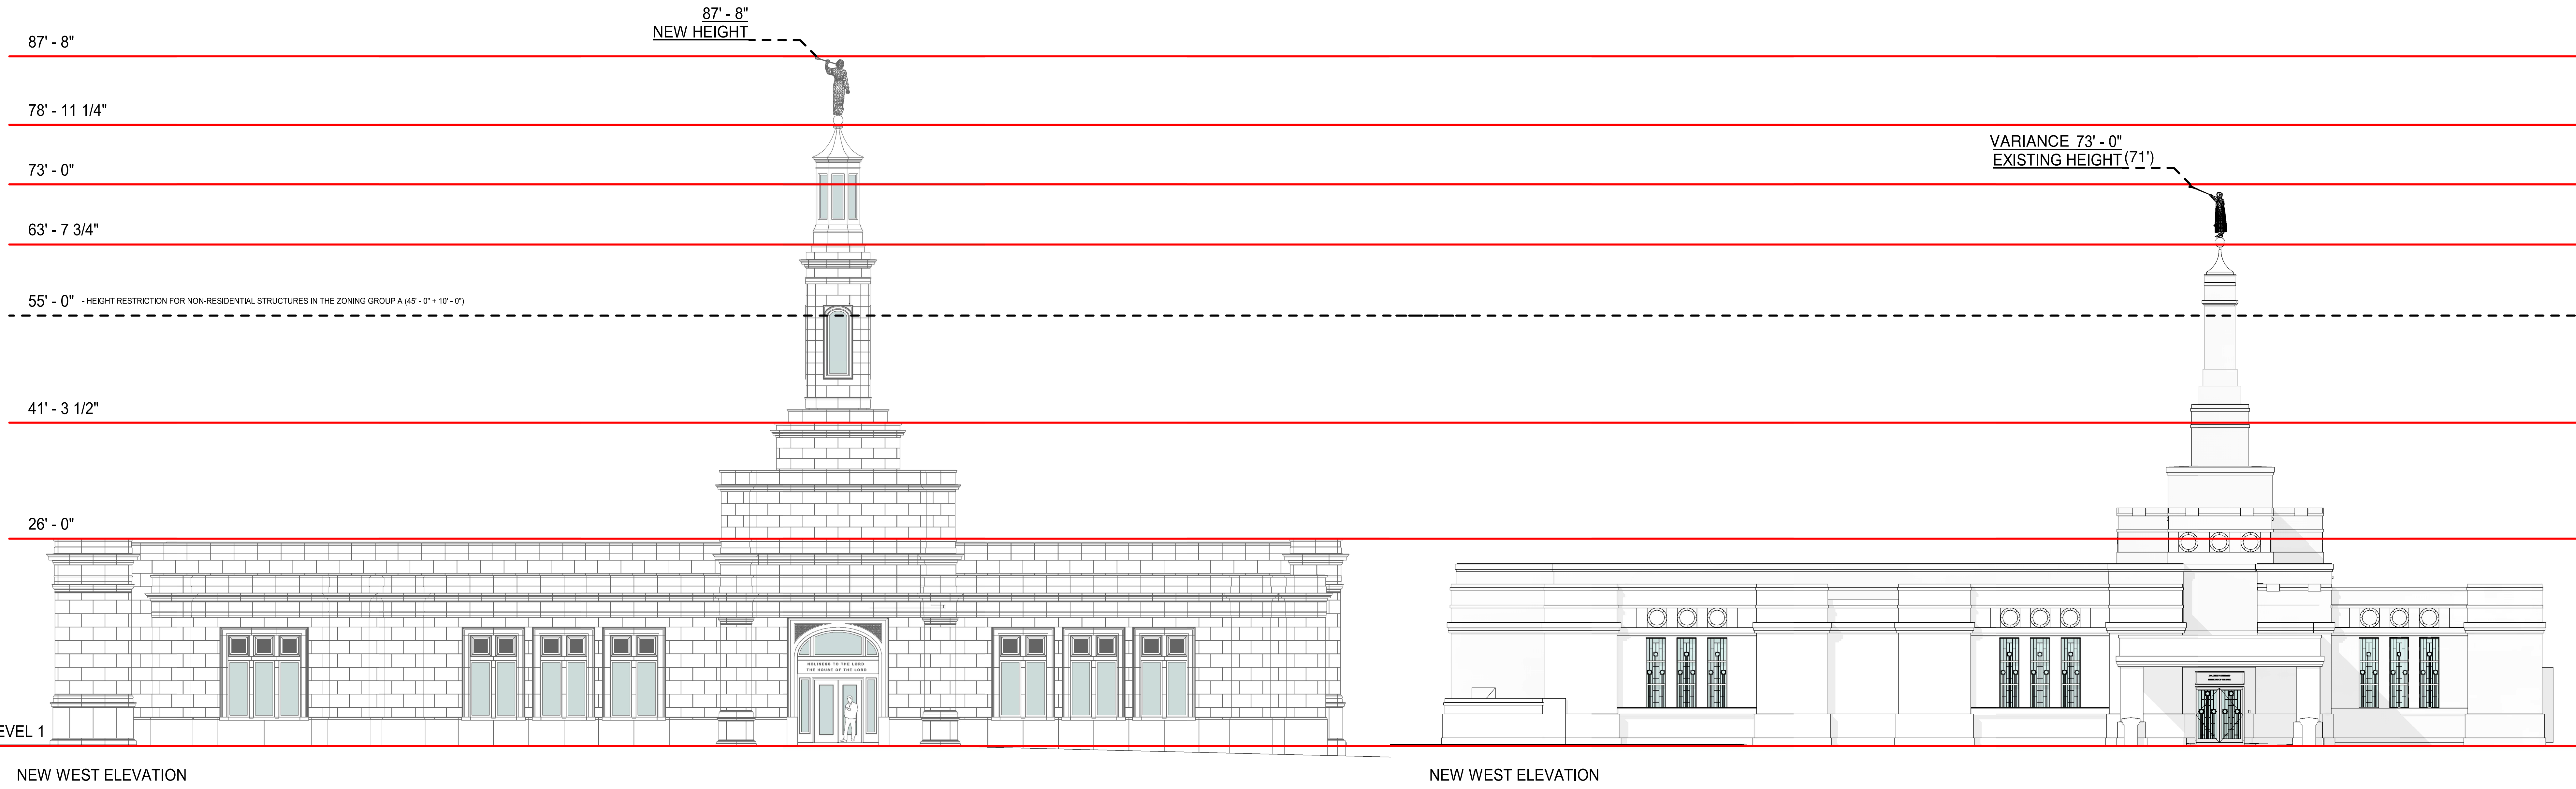 87' - 8"
NEW HEIGHT
87' - 8"
78' - 11 1/4"
VARIANCE 73' - 0"
EXISTING HEIGHT (71')
73' - 0"
63' - 7 3/4"
55' - 0" - HEIGHT RESTRICTION FOR NON-RESIDENTIAL STRUCTURES IN THE ZONING GROUP A (45' - 0" + 10' - 0")
41' - 3 1/2"
26' - 0"
HOLINESS TO THE LORD
THE HOUSE OF THE LORD
EVEL 1
NEW WEST ELEVATION
NEW WEST ELEVATION